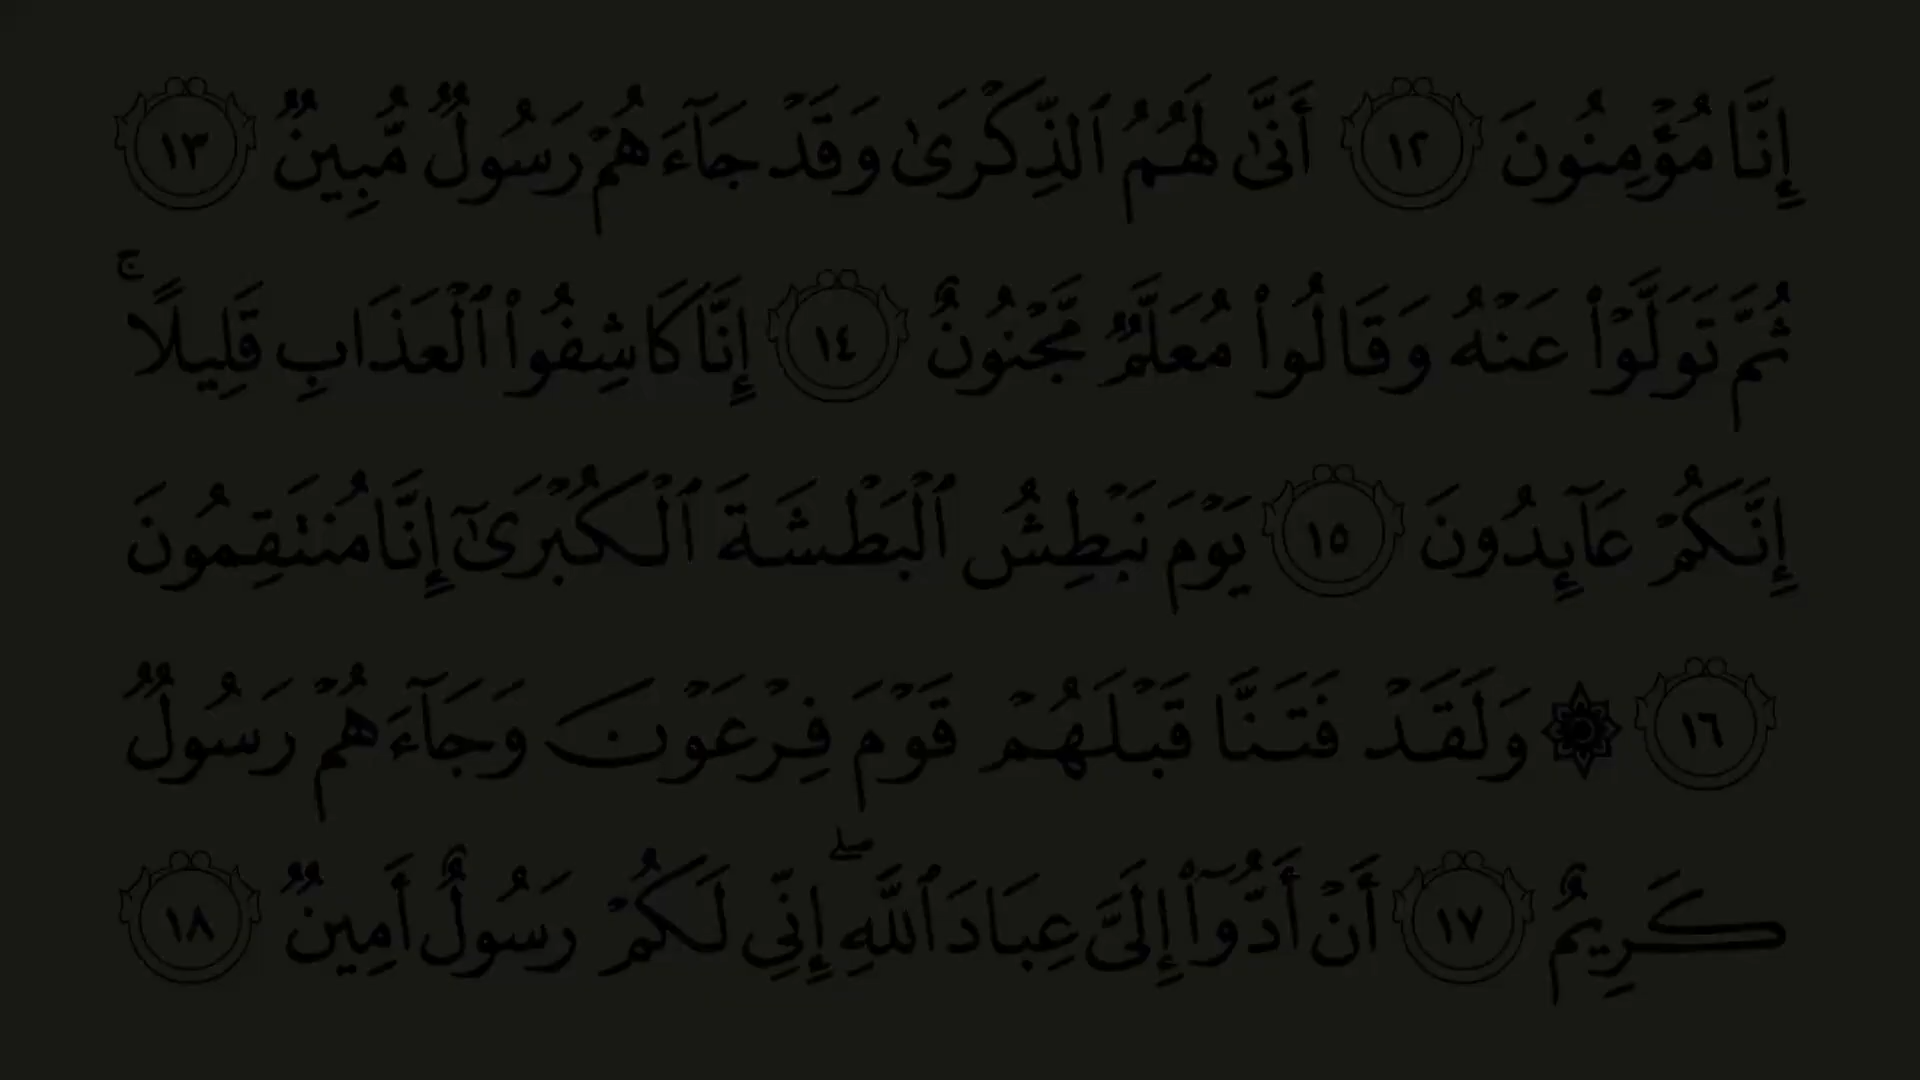 إِنَّا مُؤْمِنُونَ ١٢ أَنَّىٰ لَهُمُ ٱلذِّكْرَىٰ وَقَدْ جَآءَهُمْ رَسُولٌ مُّبِينٌ ١٣
ثُمَّ تَوَلَّوْا۟ عَنْهُ وَقَالُوا۟ مُعَلَّمٌ مَّجْنُونٌ ١٤ إِنَّا كَاشِفُوا۟ ٱلْعَذَابِ قَلِيلًا ۚ
إِنَّكُمْ عَآئِدُونَ ١٥ يَوْمَ نَبْطِشُ ٱلْبَطْشَةَ ٱلْكُبْرَىٰٓ إِنَّا مُنتَقِمُونَ
١٦ ۞ وَلَقَدْ فَتَنَّا قَبْلَهُمْ قَوْمَ فِرْعَوْنَ وَجَآءَهُمْ رَسُولٌ
كَرِيمٌ ١٧ أَنْ أَدُّوٓا۟ إِلَىَّ عِبَادَ ٱللَّهِ ۖ إِنِّى لَكُمْ رَسُولٌ أَمِينٌ ١٨